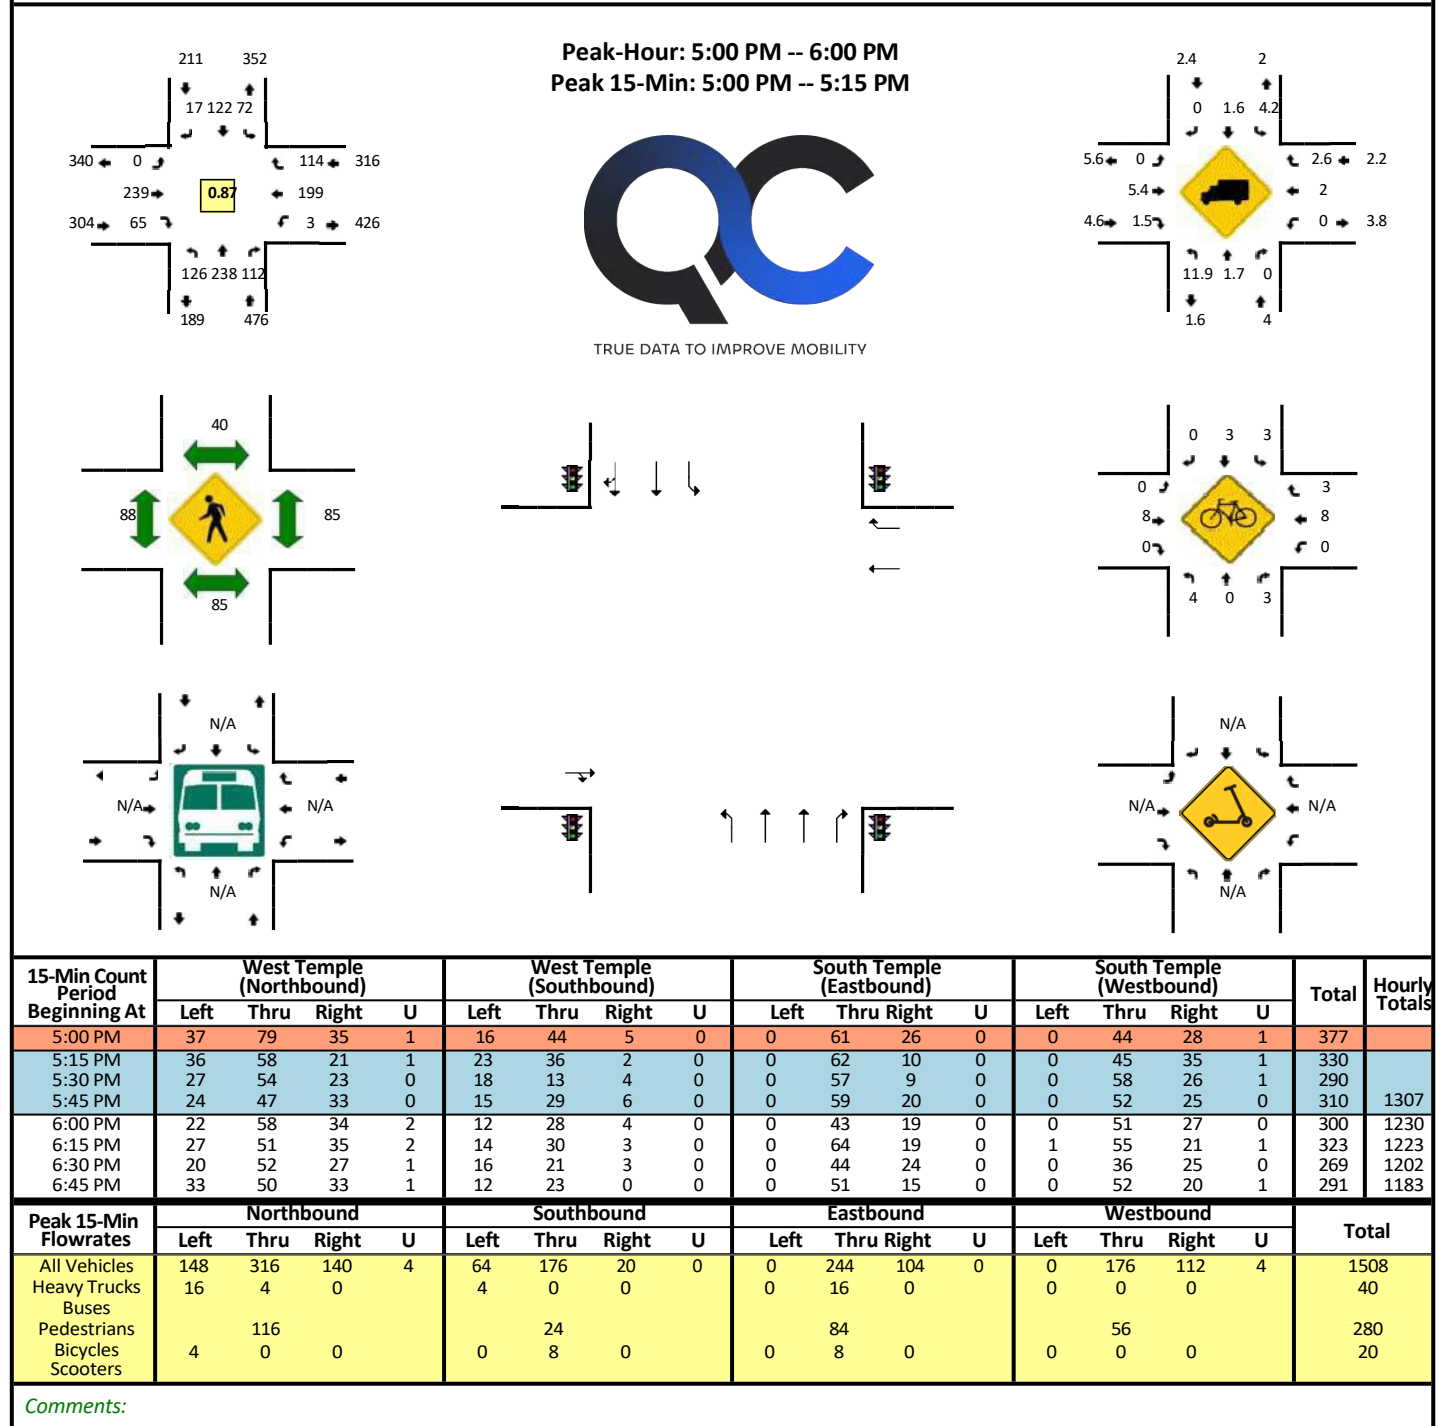 Peak-Hour: 5:00 PM -- 6:00 PM
Peak 15-Min: 5:00 PM -- 5:15 PM
211 352
17 122 72
340 0 114 316
239 0.87 199
304 65 3 426
126 238 112
189 476
QC
TRUE DATA TO IMPROVE MOBILITY
2.4 2
0 1.6 4.2
5.6 0 2.6 2.2
5.4 2
4.6 1.5 0 3.8
11.9 1.7 0
1.6 4
40
88 85
85
0 3 3
0 3
8 8
0 0
4 0 3
N/A
N/A N/A
N/A
N/A
N/A N/A
N/A
15-Min Count Period Beginning At West Temple (Northbound) West Temple (Southbound) South Temple (Eastbound) South Temple (Westbound) Total Hourly Totals
Left Thru Right U Left Thru Right U Left Thru Right U Left Thru Right U
5:00 PM 37 79 35 1 16 44 5 0 0 61 26 0 0 44 28 1 377
5:15 PM 36 58 21 1 23 36 2 0 0 62 10 0 0 45 35 1 330
5:30 PM 27 54 23 0 18 13 4 0 0 57 9 0 0 58 26 1 290
5:45 PM 24 47 33 0 15 29 6 0 0 59 20 0 0 52 25 0 310 1307
6:00 PM 22 58 34 2 12 28 4 0 0 43 19 0 0 51 27 0 300 1230
6:15 PM 27 51 35 2 14 30 3 0 0 64 19 0 1 55 21 1 323 1223
6:30 PM 20 52 27 1 16 21 3 0 0 44 24 0 0 36 25 0 269 1202
6:45 PM 33 50 33 1 12 23 0 0 0 51 15 0 0 52 20 1 291 1183
Peak 15-Min Flowrates Northbound Southbound Eastbound Westbound Total
Left Thru Right U Left Thru Right U Left Thru Right U Left Thru Right U
All Vehicles 148 316 140 4 64 176 20 0 0 244 104 0 0 176 112 4 1508
Heavy Trucks 16 4 0 4 0 0 0 16 0 0 0 0 40
Buses
Pedestrians 116 24 84 56 280
Bicycles 4 0 0 0 8 0 0 8 0 0 0 0 20
Scooters
Comments: